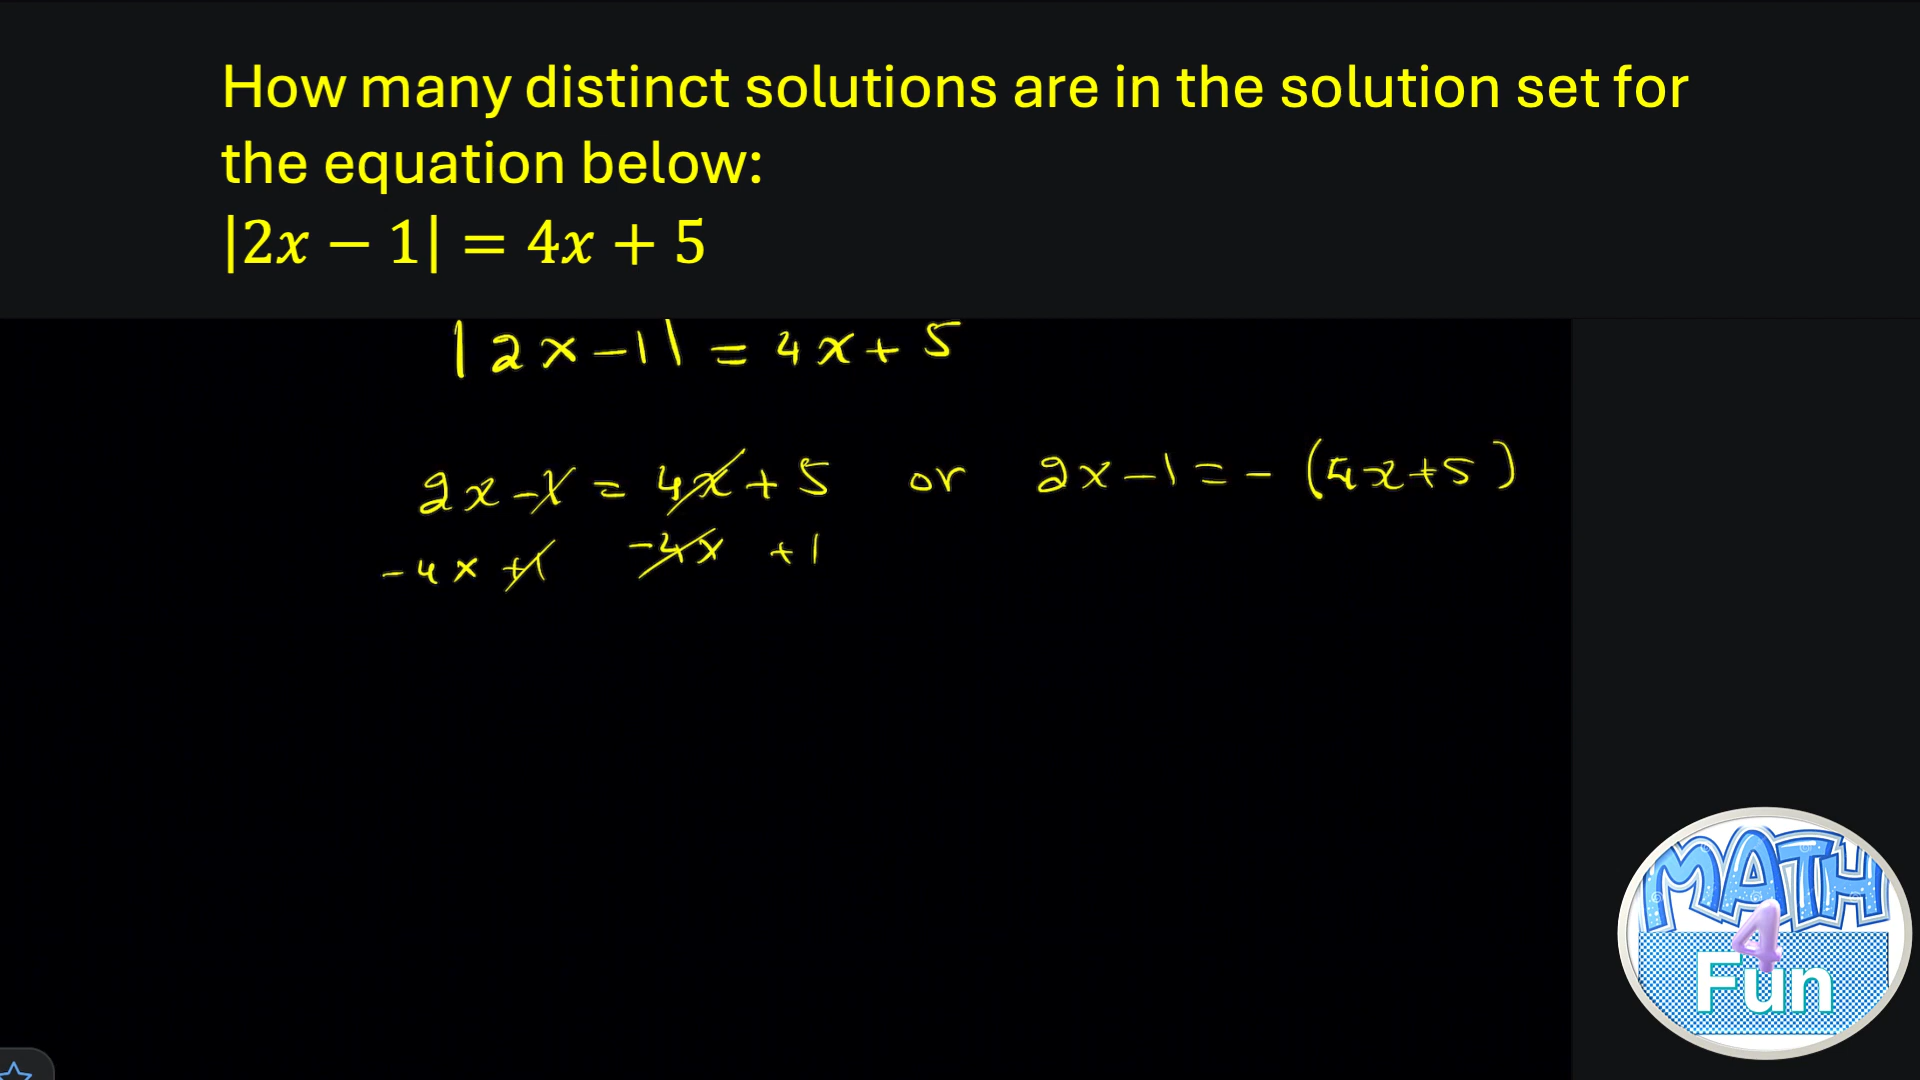 How many distinct solutions are in the solution set for
the equation below:
|2x − 1| = 4x + 5
|2x-1| = 4x+5
2x-1 = 4x+5 or 2x-1 = -(4x+5)
-4x +1 -4x +1
MATH
4
Fun